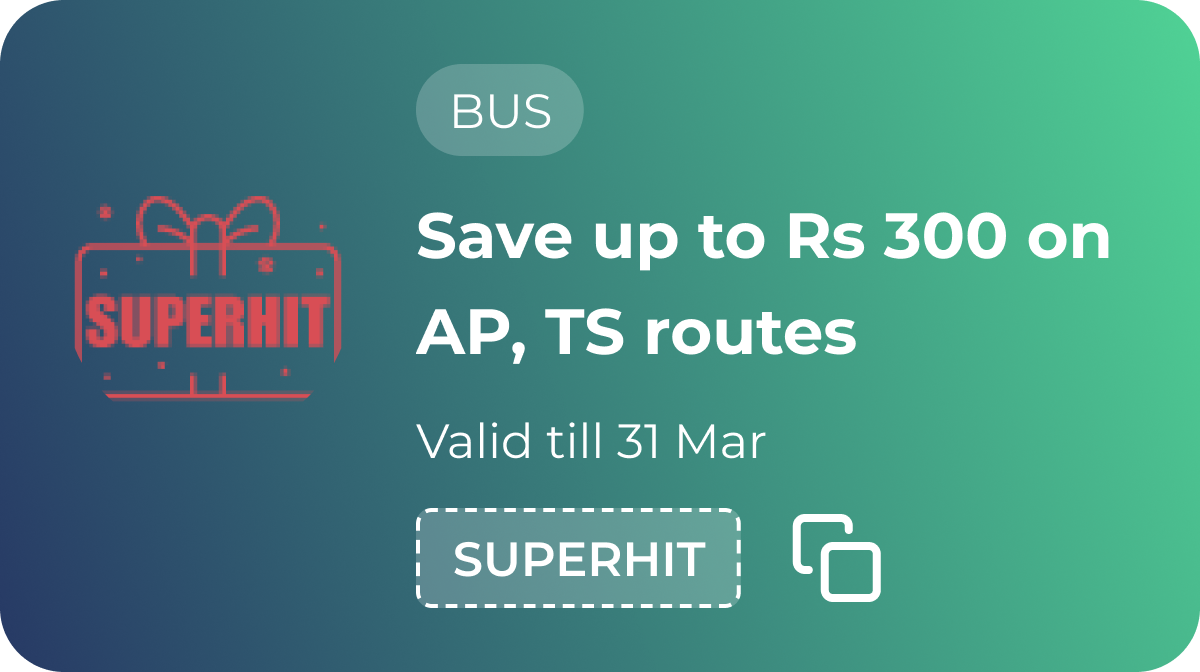 BUS
Save up to Rs 300 on
AP, TS routes
SUPERHIT
Valid till 31 Mar
SUPERHIT